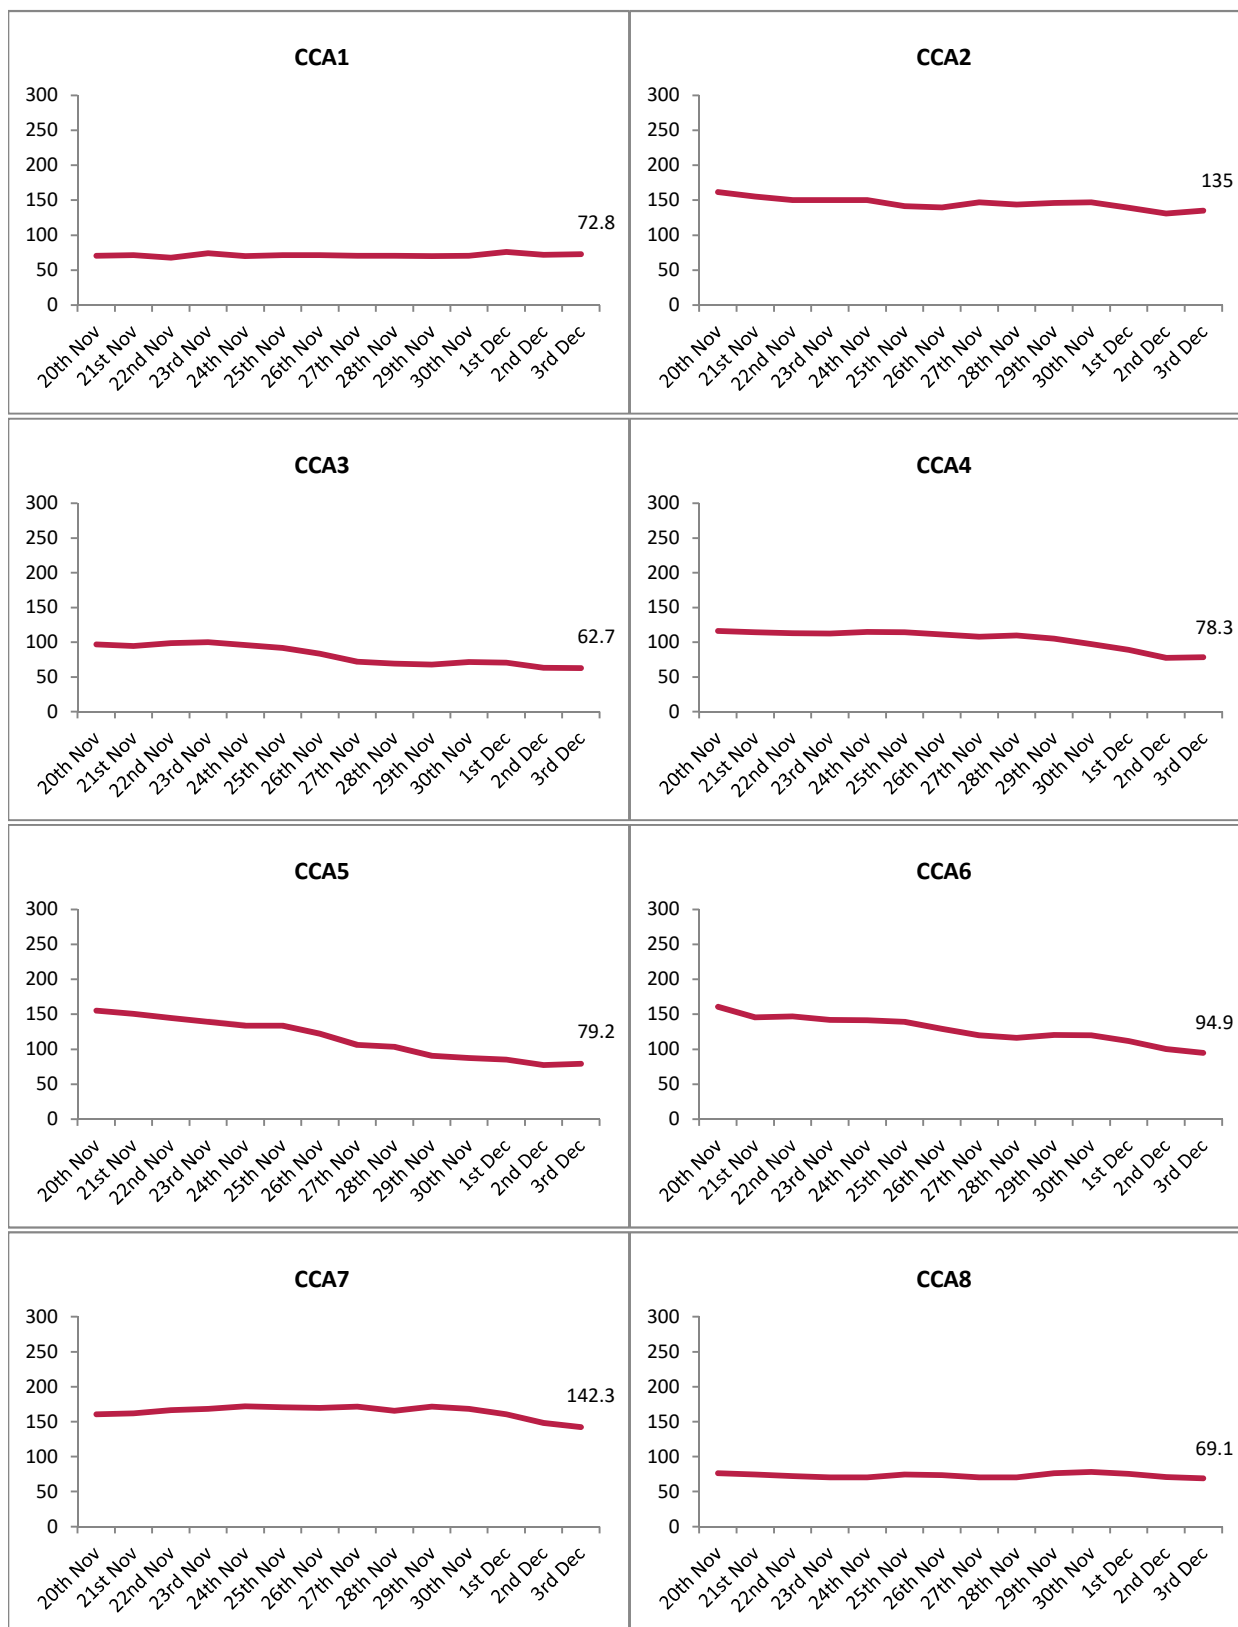 CCA1
300
250
200
150
100
50
0
72.8
20th Nov
21st Nov
22nd Nov
23rd Nov
24th Nov
25th Nov
26th Nov
27th Nov
28th Nov
29th Nov
30th Nov
1st Dec
2nd Dec
3rd Dec
CCA2
300
250
200
150
100
50
0
135
20th Nov
21st Nov
22nd Nov
23rd Nov
24th Nov
25th Nov
26th Nov
27th Nov
28th Nov
29th Nov
30th Nov
1st Dec
2nd Dec
3rd Dec
CCA3
300
250
200
150
100
50
0
62.7
20th Nov
21st Nov
22nd Nov
23rd Nov
24th Nov
25th Nov
26th Nov
27th Nov
28th Nov
29th Nov
30th Nov
1st Dec
2nd Dec
3rd Dec
CCA4
300
250
200
150
100
50
0
78.3
20th Nov
21st Nov
22nd Nov
23rd Nov
24th Nov
25th Nov
26th Nov
27th Nov
28th Nov
29th Nov
30th Nov
1st Dec
2nd Dec
3rd Dec
CCA5
300
250
200
150
100
50
0
79.2
20th Nov
21st Nov
22nd Nov
23rd Nov
24th Nov
25th Nov
26th Nov
27th Nov
28th Nov
29th Nov
30th Nov
1st Dec
2nd Dec
3rd Dec
CCA6
300
250
200
150
100
50
0
94.9
20th Nov
21st Nov
22nd Nov
23rd Nov
24th Nov
25th Nov
26th Nov
27th Nov
28th Nov
29th Nov
30th Nov
1st Dec
2nd Dec
3rd Dec
CCA7
300
250
200
150
100
50
0
142.3
20th Nov
21st Nov
22nd Nov
23rd Nov
24th Nov
25th Nov
26th Nov
27th Nov
28th Nov
29th Nov
30th Nov
1st Dec
2nd Dec
3rd Dec
CCA8
300
250
200
150
100
50
0
69.1
20th Nov
21st Nov
22nd Nov
23rd Nov
24th Nov
25th Nov
26th Nov
27th Nov
28th Nov
29th Nov
30th Nov
1st Dec
2nd Dec
3rd Dec